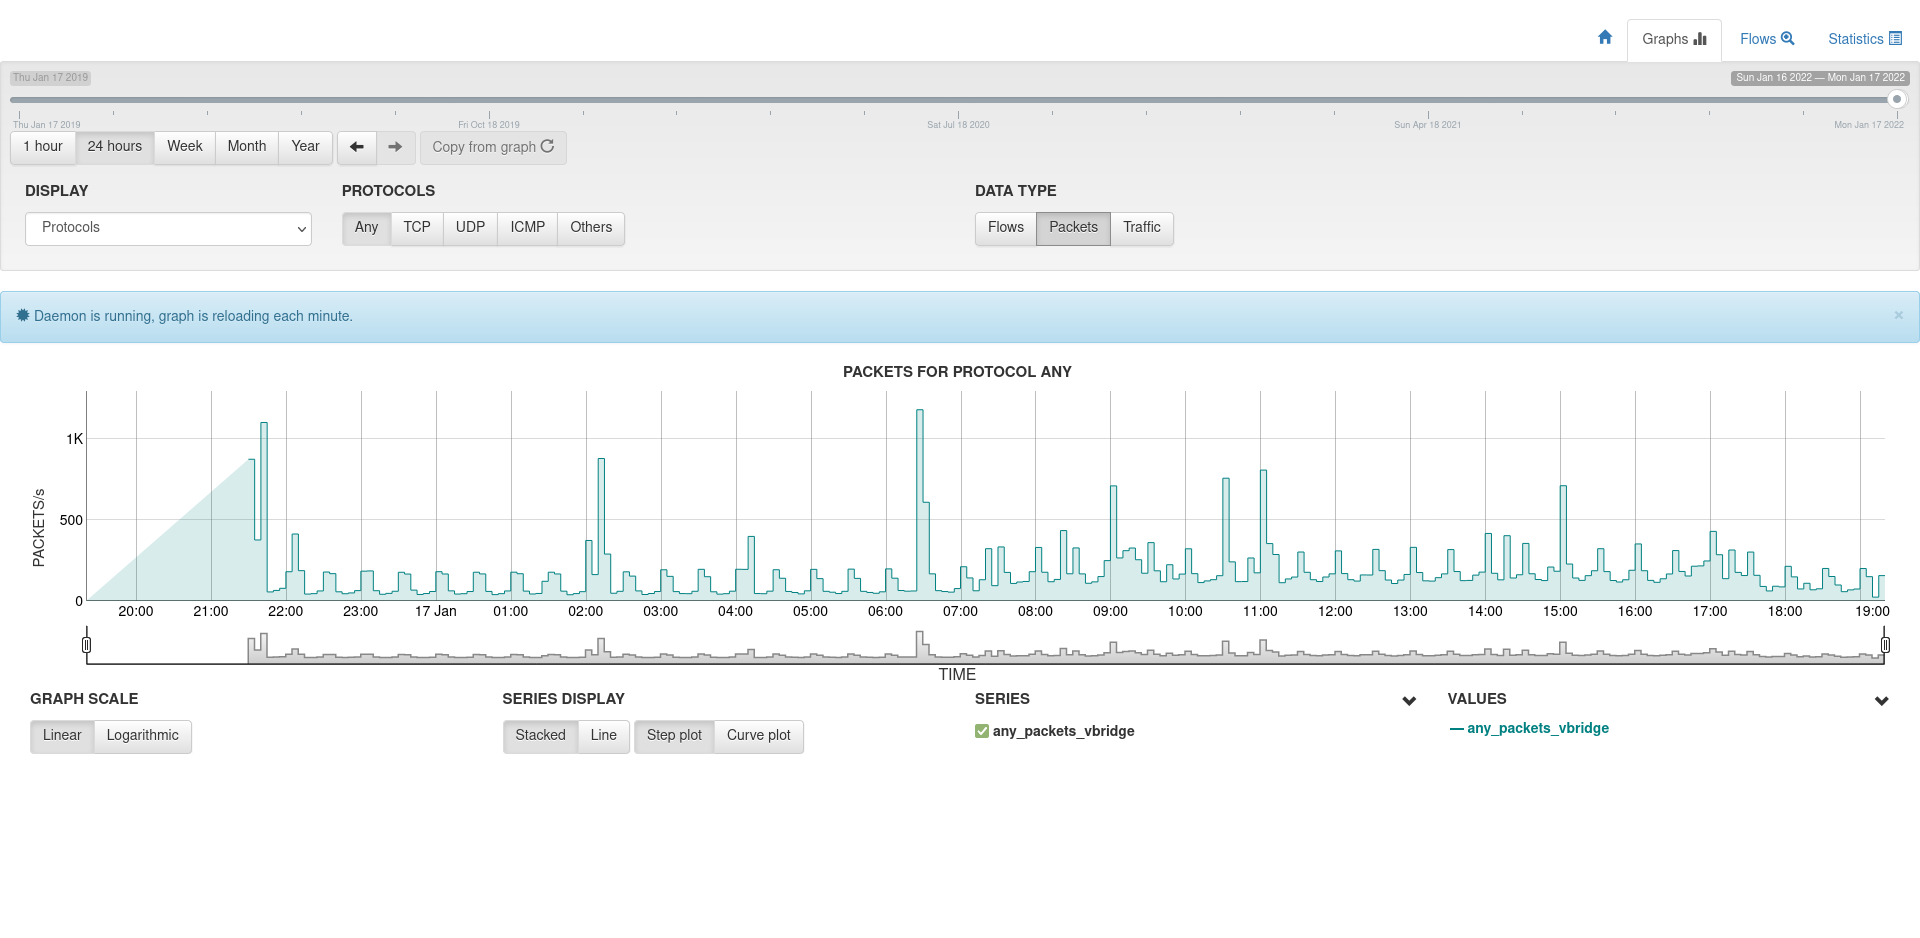 Graphs Flows Statistics
Thu Jan 17 2019 Sun Jan 16 2022 — Mon Jan 17 2022
Thu Jan 17 2019 Fri Oct 18 2019 Sat Jul 18 2020 Sun Apr 18 2021 Mon Jan 17 2022
1 hour 24 hours Week Month Year Copy from graph
DISPLAY PROTOCOLS DATA TYPE
Protocols Any TCP UDP ICMP Others Flows Packets Traffic
Daemon is running, graph is reloading each minute. ×
PACKETS FOR PROTOCOL ANY
1K
500
0
PACKETS/s
20:00 21:00 22:00 23:00 17 Jan 01:00 02:00 03:00 04:00 05:00 06:00 07:00 08:00 09:00 10:00 11:00 12:00 13:00 14:00 15:00 16:00 17:00 18:00 19:00
TIME
GRAPH SCALE SERIES DISPLAY SERIES VALUES
Linear Logarithmic Stacked Line Step plot Curve plot any_packets_vbridge any_packets_vbridge